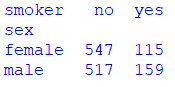 smoker no yes
sex
female 547 115
male 517 159